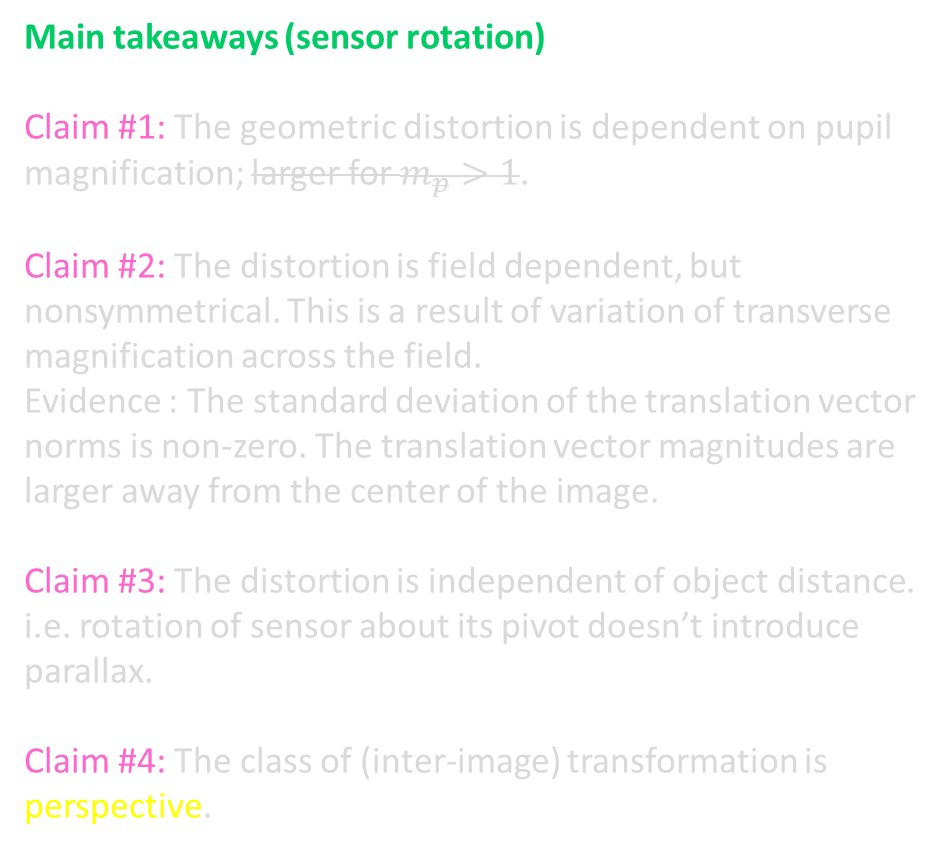 Main takeaways (sensor rotation)
Claim #1: The geometric distortion is dependent on pupil
magnification; larger for m_p > 1.
Claim #2: The distortion is field dependent, but
nonsymmetrical. This is a result of variation of transverse
magnification across the field.
Evidence : The standard deviation of the translation vector
norms is non-zero. The translation vector magnitudes are
larger away from the center of the image.
Claim #3: The distortion is independent of object distance.
i.e. rotation of sensor about its pivot doesn’t introduce
parallax.
Claim #4: The class of (inter-image) transformation is
perspective.